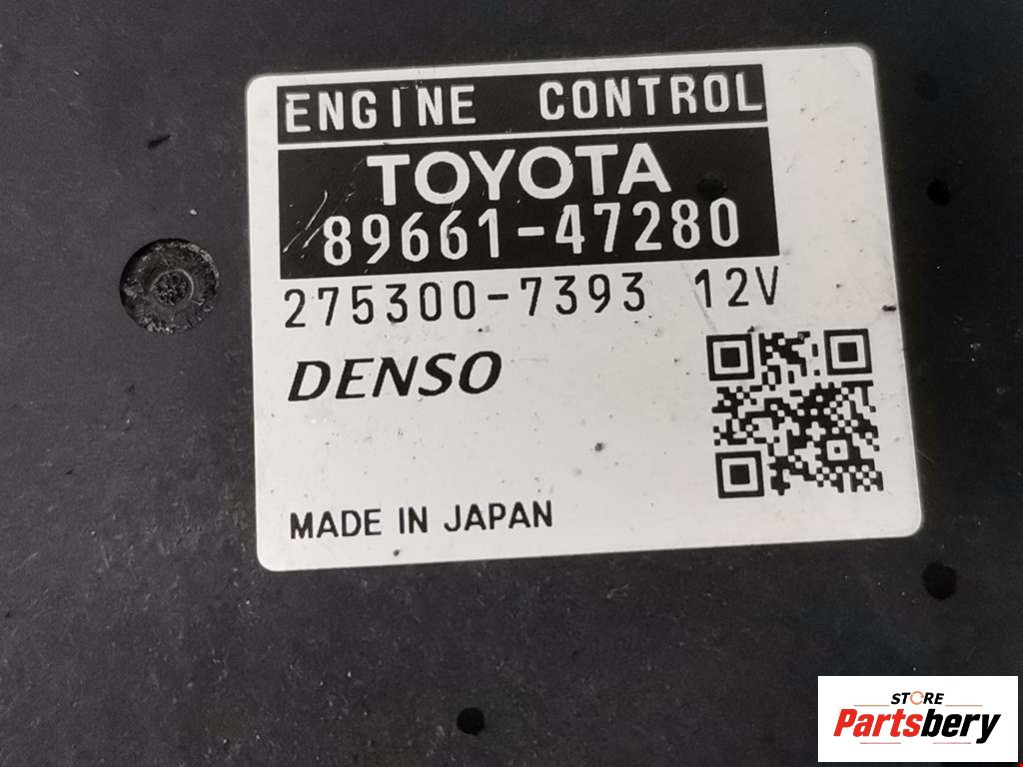 ENGINE CONTROL
TOYOTA
89661-47280
275300-7393 12V
DENSO
MADE IN JAPAN
STORE
Partsbery